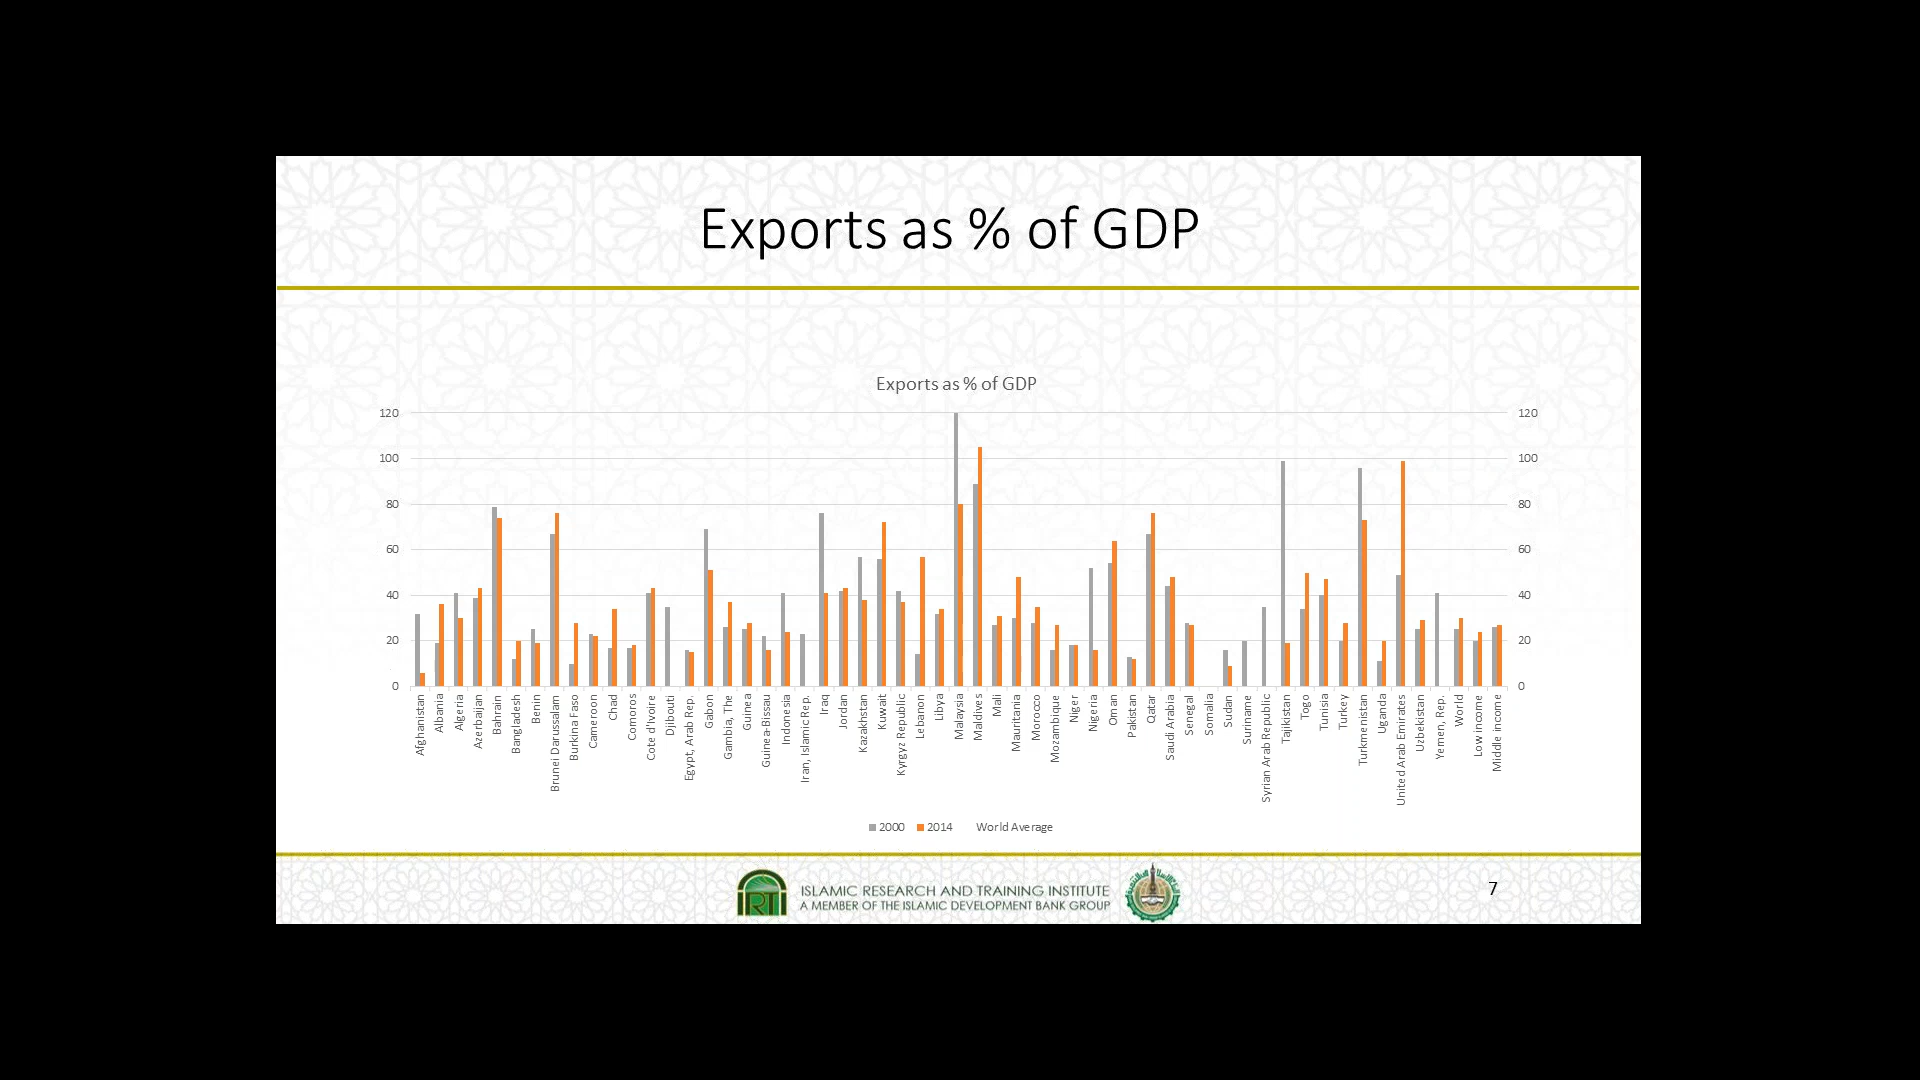 Exports as % of GDP
Exports as % of GDP
120 120
100 100
80 80
60 60
40 40
20 20
0 0
Afghanistan
Albania
Algeria
Azerbaijan
Bahrain
Bangladesh
Benin
Brunei Darussalam
Burkina Faso
Cameroon
Chad
Comoros
Cote d'Ivoire
Djibouti
Egypt, Arab Rep.
Gabon
Gambia, The
Guinea
Guinea-Bissau
Indonesia
Iran, Islamic Rep.
Iraq
Jordan
Kazakhstan
Kuwait
Kyrgyz Republic
Lebanon
Libya
Malaysia
Maldives
Mali
Mauritania
Morocco
Mozambique
Niger
Nigeria
Oman
Pakistan
Qatar
Saudi Arabia
Senegal
Somalia
Sudan
Suriname
Syrian Arab Republic
Tajikistan
Togo
Tunisia
Turkey
Turkmenistan
Uganda
United Arab Emirates
Uzbekistan
Yemen, Rep.
World
Low income
Middle income
2000 2014 World Average
IRTI
ISLAMIC RESEARCH AND TRAINING INSTITUTE
A MEMBER OF THE ISLAMIC DEVELOPMENT BANK GROUP
7